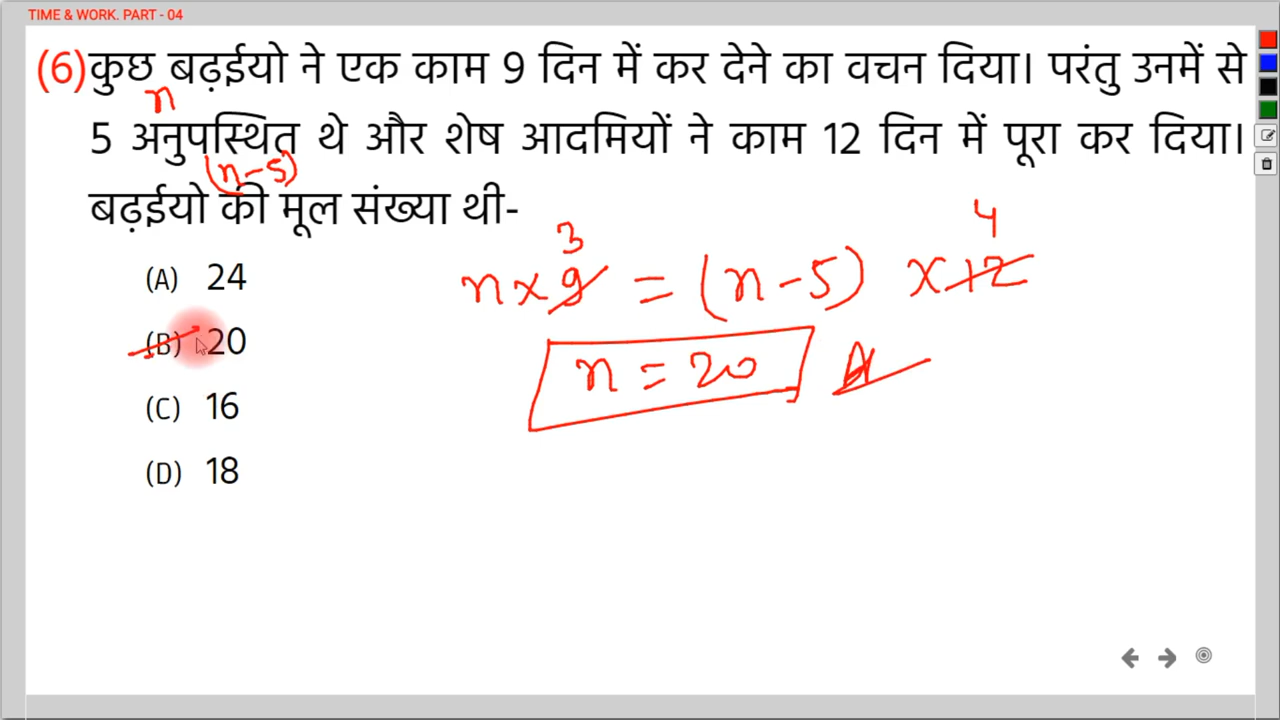 TIME & WORK. PART - 04
(6) कुछ बढ़ईयो ने एक काम 9 दिन में कर देने का वचन दिया। परंतु उनमें से
n
5 अनुपस्थित थे और शेष आदमियों ने काम 12 दिन में पूरा कर दिया।
(n-5)
बढ़ईयो की मूल संख्या थी-
(A) 24
3 4
n×9 = (n-5) ×12
(B) 20
n = 20
(C) 16
(D) 18